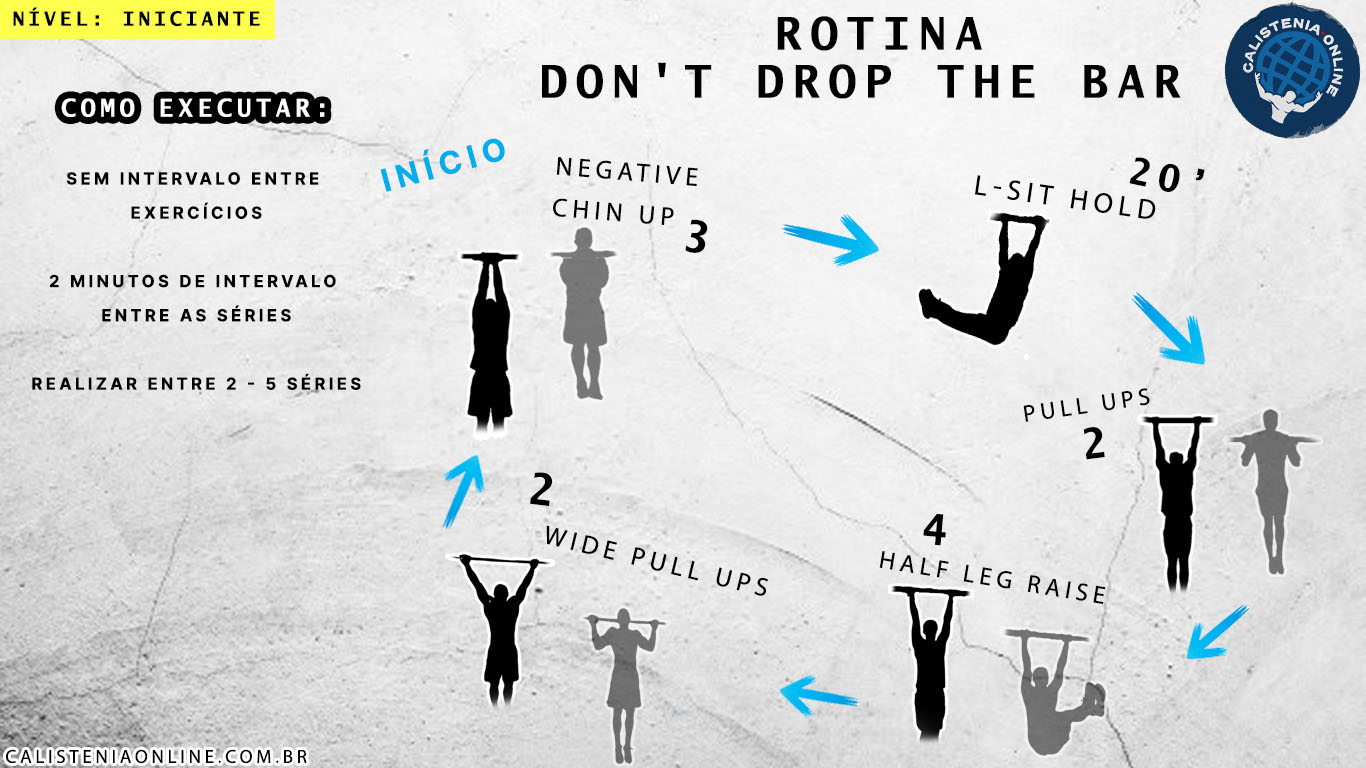 NÍVEL: INICIANTE
ROTINA
DON'T DROP THE BAR
CALISTENIA·ONLINE
COMO EXECUTAR:
SEM INTERVALO ENTRE
EXERCÍCIOS
2 MINUTOS DE INTERVALO
ENTRE AS SÉRIES
REALIZAR ENTRE 2 - 5 SÉRIES
INÍCIO
NEGATIVE
CHIN UP 3
L-SIT HOLD
20'
PULL UPS
2
4
HALF LEG RAISE
2
WIDE PULL UPS
CALISTENIAONLINE.COM.BR